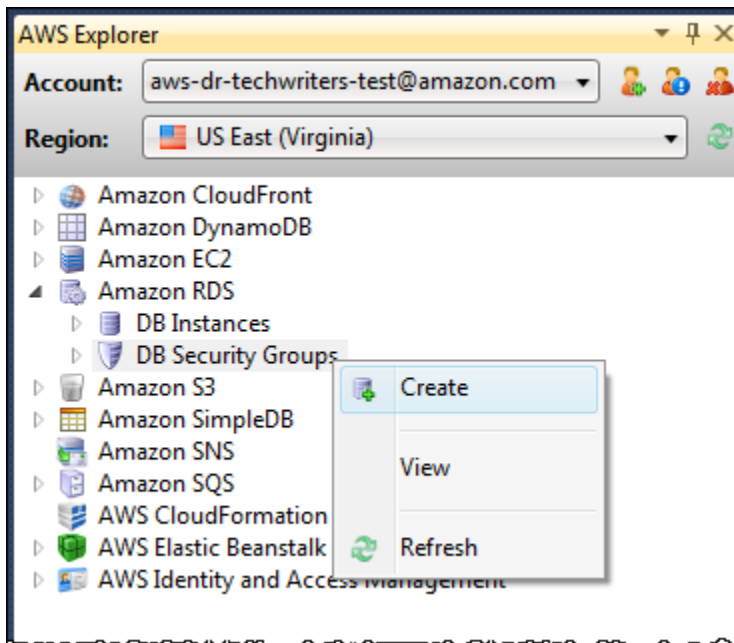 AWS Explorer
Account: aws-dr-techwriters-test@amazon.com
Region: US East (Virginia)
Amazon CloudFront
Amazon DynamoDB
Amazon EC2
Amazon RDS
DB Instances
DB Security Groups
Create
Amazon S3
Amazon SimpleDB
View
Amazon SNS
Amazon SQS
AWS CloudFormation
AWS Elastic Beanstalk
Refresh
AWS Identity and Access Management